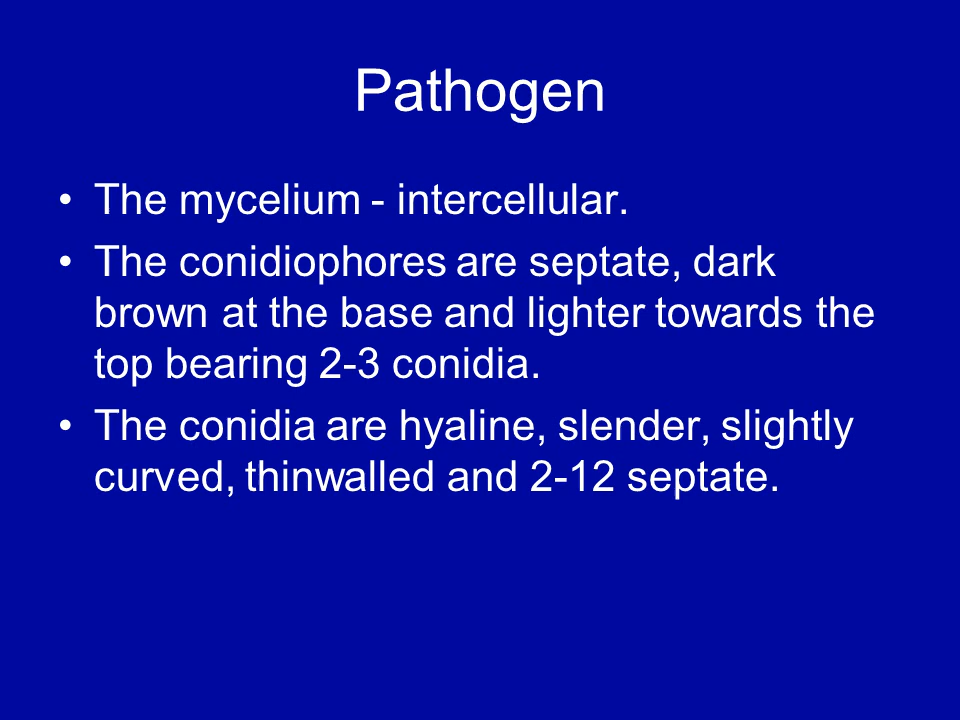 Pathogen
• The mycelium - intercellular.
• The conidiophores are septate, dark
brown at the base and lighter towards the
top bearing 2-3 conidia.
• The conidia are hyaline, slender, slightly
curved, thinwalled and 2-12 septate.